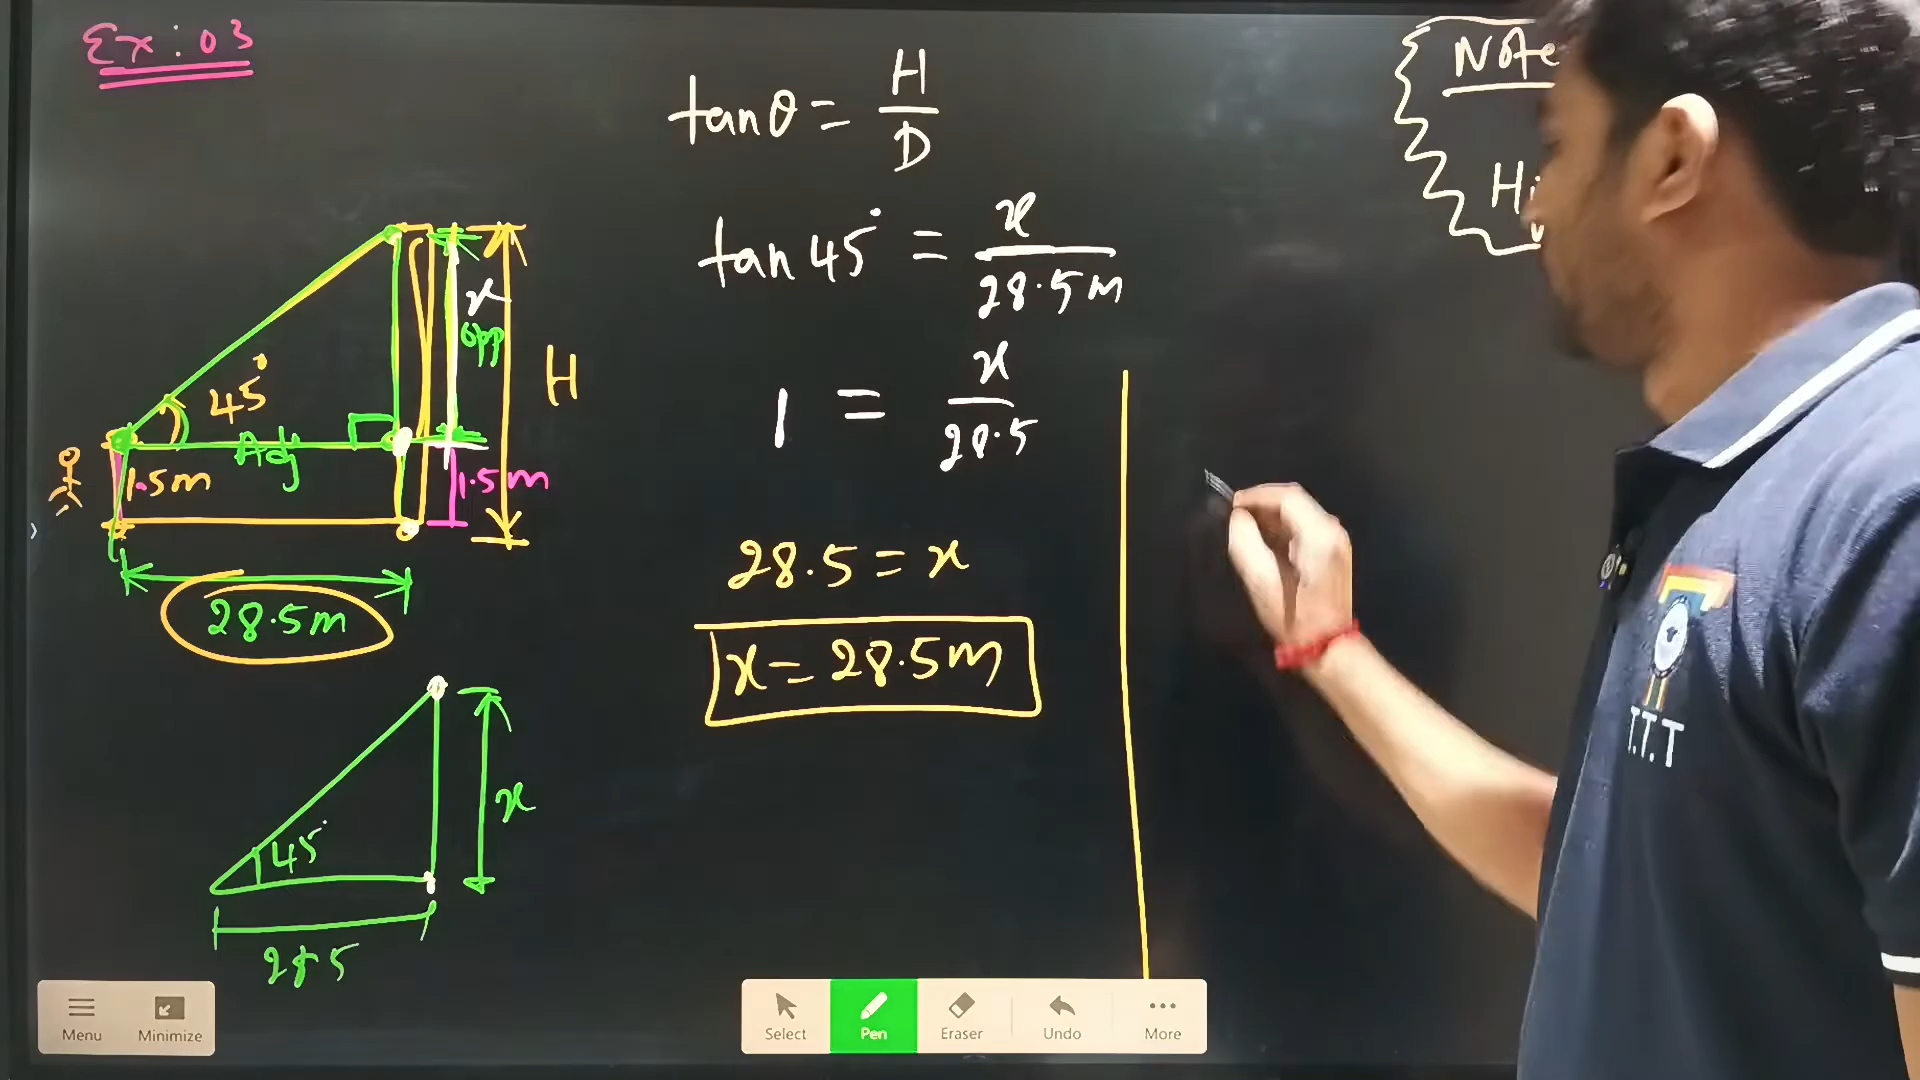 Ex: 03
tanθ = H/D
tan 45° = x/28.5m
1 = x/28.5
28.5 = x
x = 28.5m
x
opp
H
45°
Adj
1.5m
1.5m
28.5m
x
45°
28.5
Note
T.T.T
Menu
Minimize
Select
Pen
Eraser
Undo
More